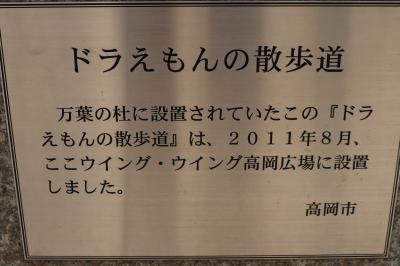 ドラえもんの散歩道
万葉の杜に設置されていたこの『ドラ
えもんの散歩道』は、２０１１年８月、
ここウイング・ウイング高岡広場に設置
しました。
高岡市